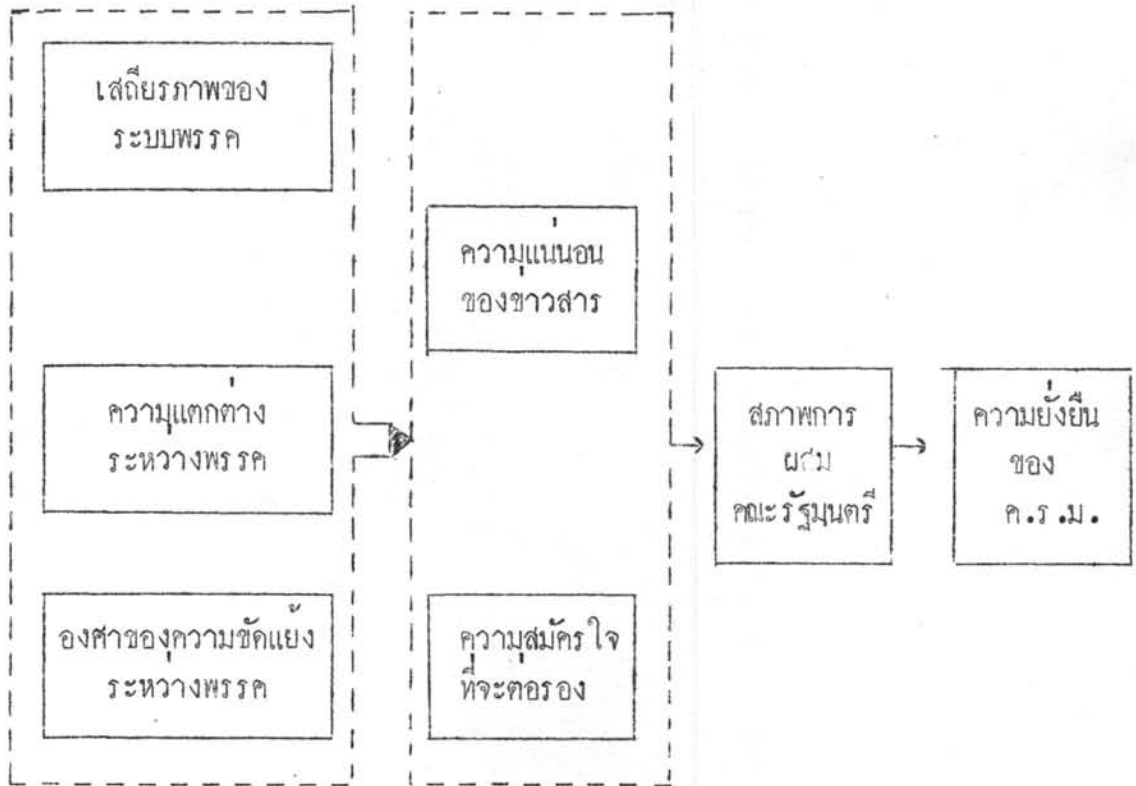 เสถียรภาพของ
ระบบพรรค
ความแน่นอน
ของข่าวสาร
ความแตกต่าง
ระหว่างพรรค
สภาพการ
ผสม
คณะรัฐมนตรี
ความยั่งยืน
ของ
ค.ร.ม.
องศาของความขัดแย้ง
ระหว่างพรรค
ความสมัครใจ
ที่จะต่อรอง